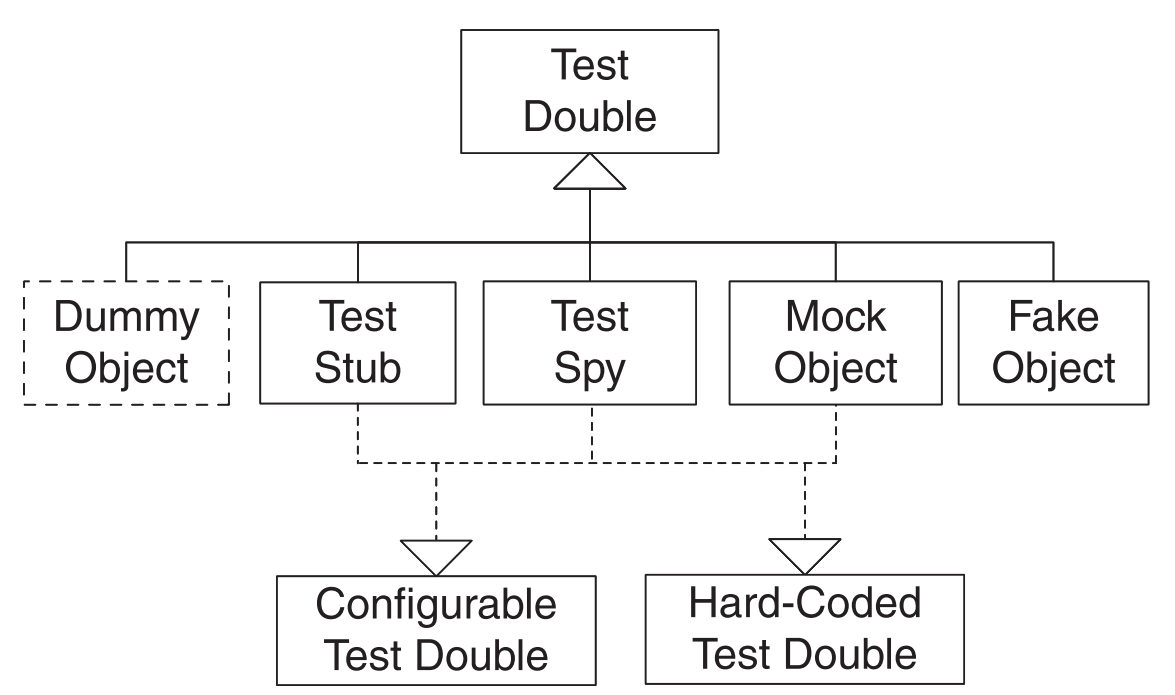 Test
Double
Dummy
Object
Test
Stub
Test
Spy
Mock
Object
Fake
Object
Configurable
Test Double
Hard-Coded
Test Double